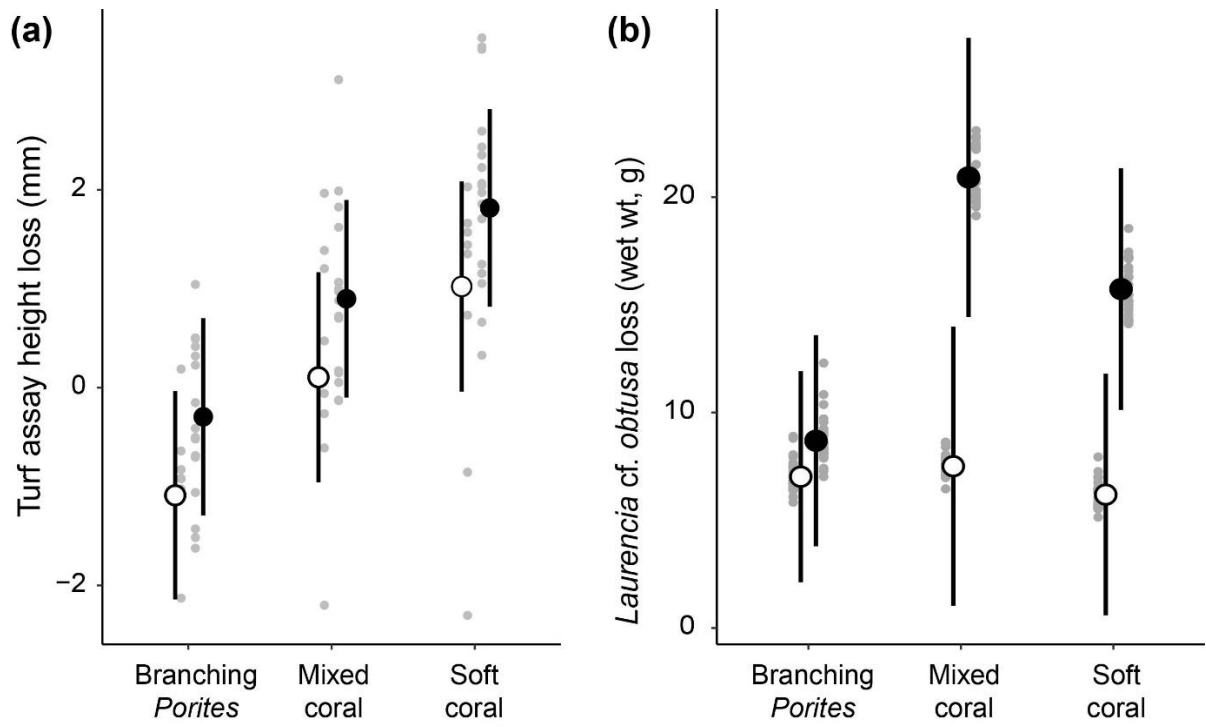 (a)
Turf assay height loss (mm)
2
0
−2
Branching
Porites
Mixed
coral
Soft
coral
(b)
Laurencia cf. obtusa loss (wet wt, g)
20
10
0
Branching
Porites
Mixed
coral
Soft
coral